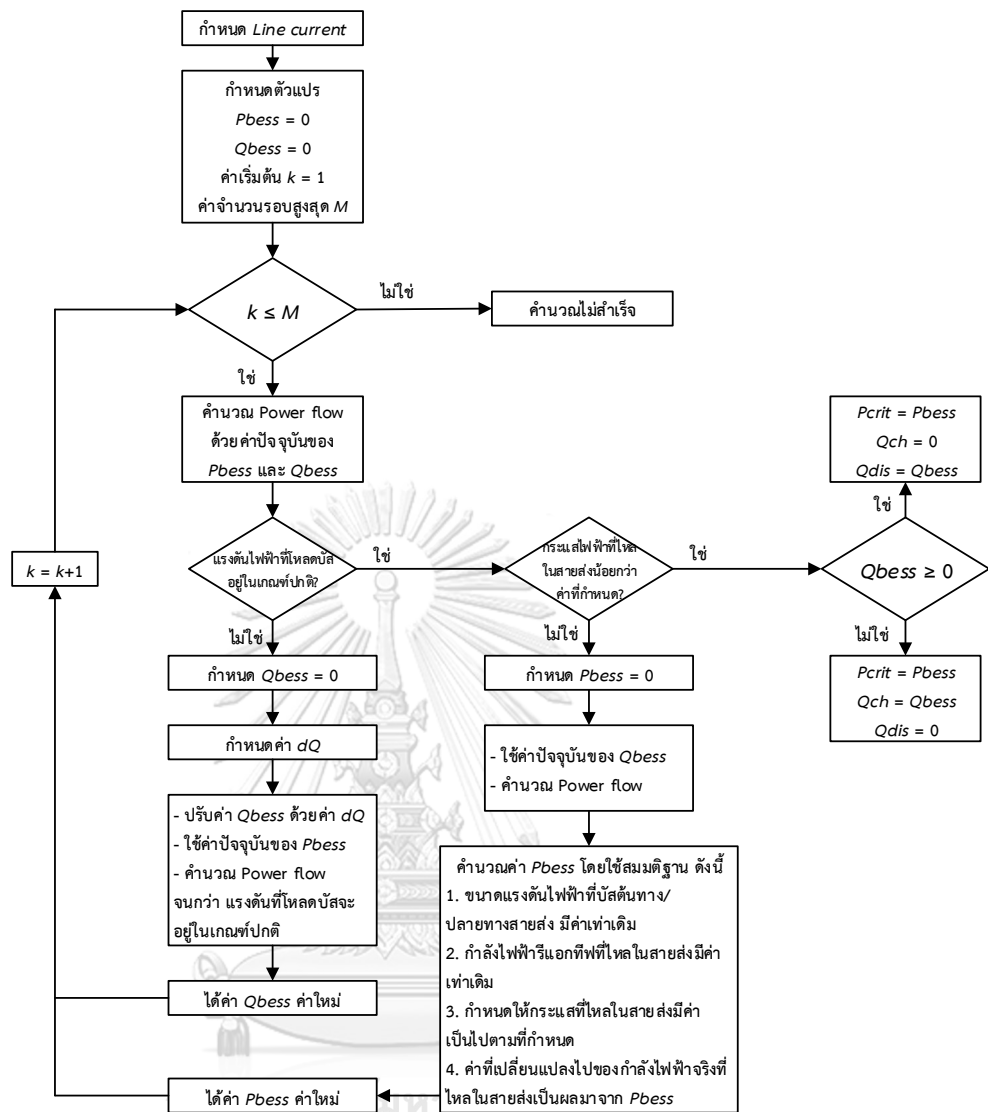 กำหนด Line current
กำหนดตัวแปร
Pbess = 0
Qbess = 0
ค่าเริ่มต้น k = 1
ค่าจำนวนรอบสูงสุด M
k ≤ M
ไม่ใช่
คำนวณไม่สำเร็จ
ใช่
คำนวณ Power flow
ด้วยค่าปัจจุบันของ
Pbess และ Qbess
แรงดันไฟฟ้าที่โหลดบัส
อยู่ในเกณฑ์ปกติ?
ใช่
กระแสไฟฟ้าที่ไหล
ในสายส่งน้อยกว่า
ค่าที่กำหนด?
ใช่
Qbess ≥ 0
ใช่
Pcrit = Pbess
Qch = 0
Qdis = Qbess
ไม่ใช่
Pcrit = Pbess
Qch = Qbess
Qdis = 0
k = k+1
ไม่ใช่
กำหนด Qbess = 0
กำหนดค่า dQ
- ปรับค่า Qbess ด้วยค่า dQ
- ใช้ค่าปัจจุบันของ Pbess
- คำนวณ Power flow
จนกว่า แรงดันที่โหลดบัสจะ
อยู่ในเกณฑ์ปกติ
ได้ค่า Qbess ค่าใหม่
ไม่ใช่
กำหนด Pbess = 0
- ใช้ค่าปัจจุบันของ Qbess
- คำนวณ Power flow
คำนวณค่า Pbess โดยใช้สมมติฐาน ดังนี้
1. ขนาดแรงดันไฟฟ้าที่บัสต้นทาง/
ปลายทางสายส่ง มีค่าเท่าเดิม
2. กำลังไฟฟ้ารีแอกทีฟที่ไหลในสายส่งมีค่า
เท่าเดิม
3. กำหนดให้กระแสที่ไหลในสายส่งมีค่า
เป็นไปตามที่กำหนด
4. ค่าที่เปลี่ยนแปลงไปของกำลังไฟฟ้าจริงที่
ไหลในสายส่งเป็นผลมาจาก Pbess
ได้ค่า Pbess ค่าใหม่